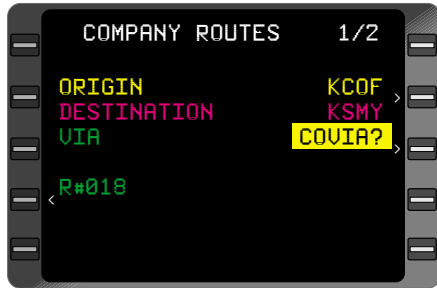 COMPANY ROUTES 1/2
ORIGIN KCOF >
DESTINATION KSMY
VIA COVIA? >
< R#018